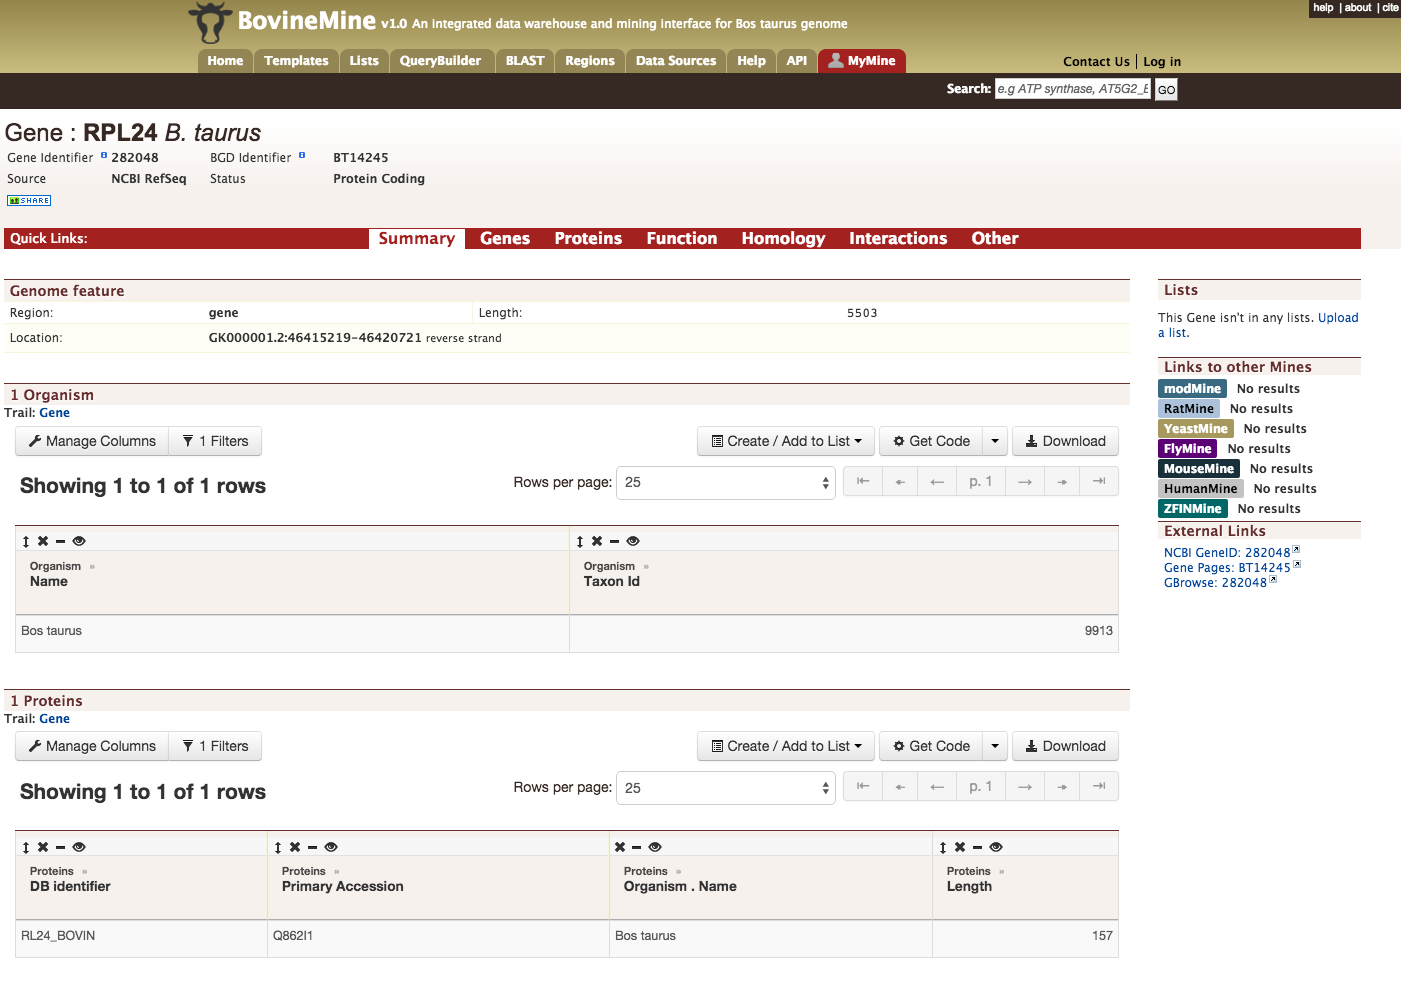 help | about | cite
BovineMine v1.0 An integrated data warehouse and mining interface for Bos taurus genome
Home Templates Lists QueryBuilder BLAST Regions Data Sources Help API MyMine
Contact Us | Log in
Search: e.g ATP synthase, AT5G2_ GO
Gene : RPL24 B. taurus
Gene Identifier 282048 BGD Identifier BT14245
Source NCBI RefSeq Status Protein Coding
SHARE
Quick Links: Summary Genes Proteins Function Homology Interactions Other
Genome feature
Region: gene Length: 5503
Location: GK000001.2:46415219-46420721 reverse strand
1 Organism
Trail: Gene
Manage Columns 1 Filters Create / Add to List Get Code Download
Showing 1 to 1 of 1 rows Rows per page: 25 p. 1
Organism » Organism »
Name Taxon Id
Bos taurus 9913
1 Proteins
Trail: Gene
Manage Columns 1 Filters Create / Add to List Get Code Download
Showing 1 to 1 of 1 rows Rows per page: 25 p. 1
Proteins » Proteins » Proteins » Proteins »
DB identifier Primary Accession Organism . Name Length
RL24_BOVIN Q862I1 Bos taurus 157
Lists
This Gene isn't in any lists. Upload
a list.
Links to other Mines
modMine No results
RatMine No results
YeastMine No results
FlyMine No results
MouseMine No results
HumanMine No results
ZFINMine No results
External Links
NCBI GeneID: 282048
Gene Pages: BT14245
GBrowse: 282048